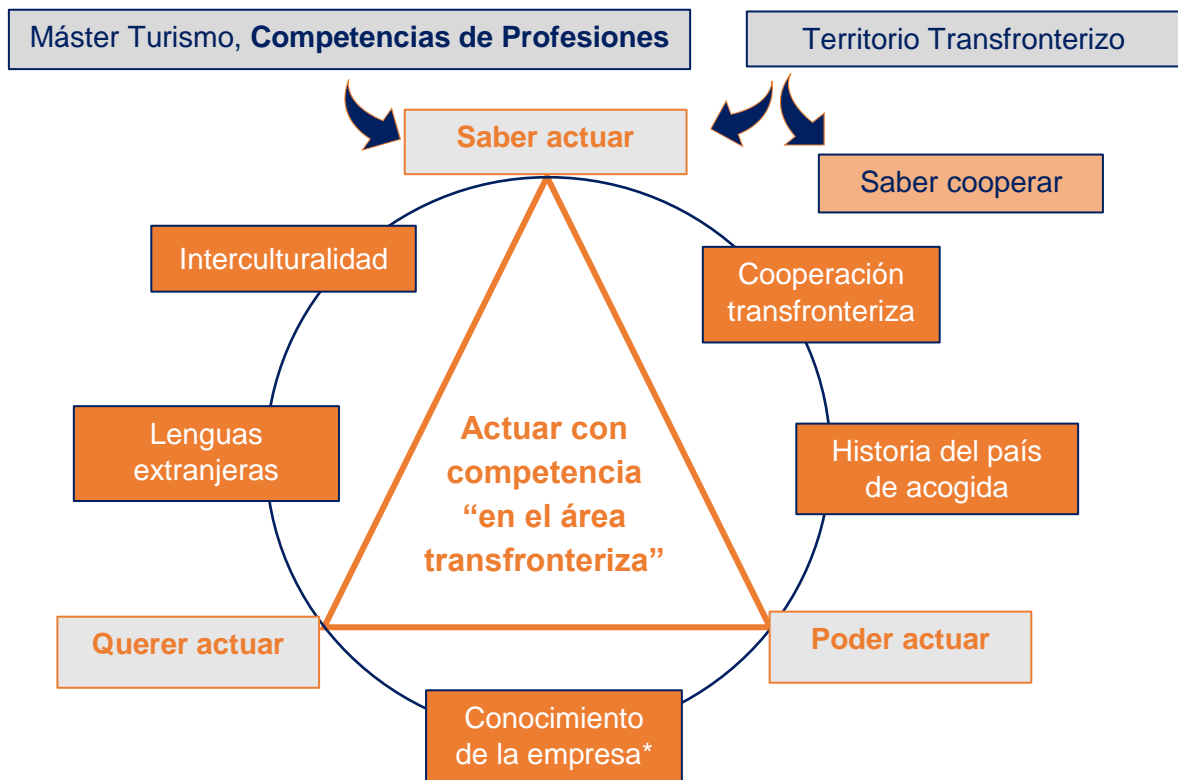 Máster Turismo, Competencias de Profesiones
Territorio Transfronterizo
Saber actuar
Saber cooperar
Interculturalidad
Cooperación
transfronteriza
Lenguas
extranjeras
Actuar con
competencia
“en el área
transfronteriza”
Historia del país
de acogida
Querer actuar
Poder actuar
Conocimiento
de la empresa*